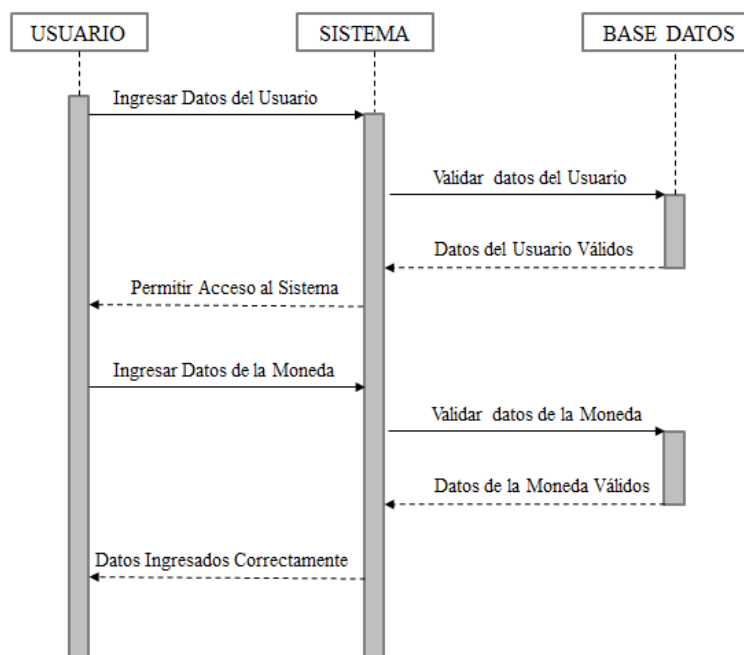 USUARIO
SISTEMA
BASE DATOS
Ingresar Datos del Usuario
Validar datos del Usuario
Datos del Usuario Válidos
Permitir Acceso al Sistema
Ingresar Datos de la Moneda
Validar datos de la Moneda
Datos de la Moneda Válidos
Datos Ingresados Correctamente